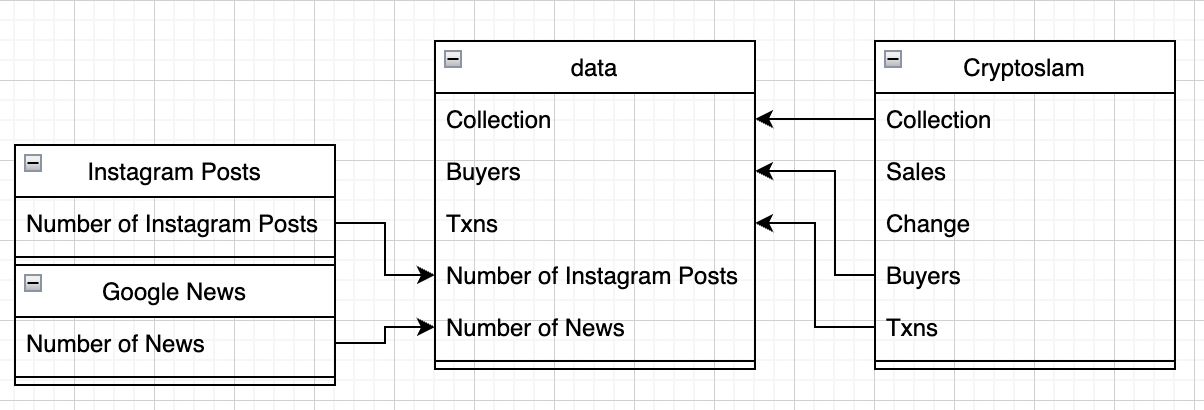 Instagram Posts
Number of Instagram Posts
Google News
Number of News
data
Collection
Buyers
Txns
Number of Instagram Posts
Number of News
Cryptoslam
Collection
Sales
Change
Buyers
Txns